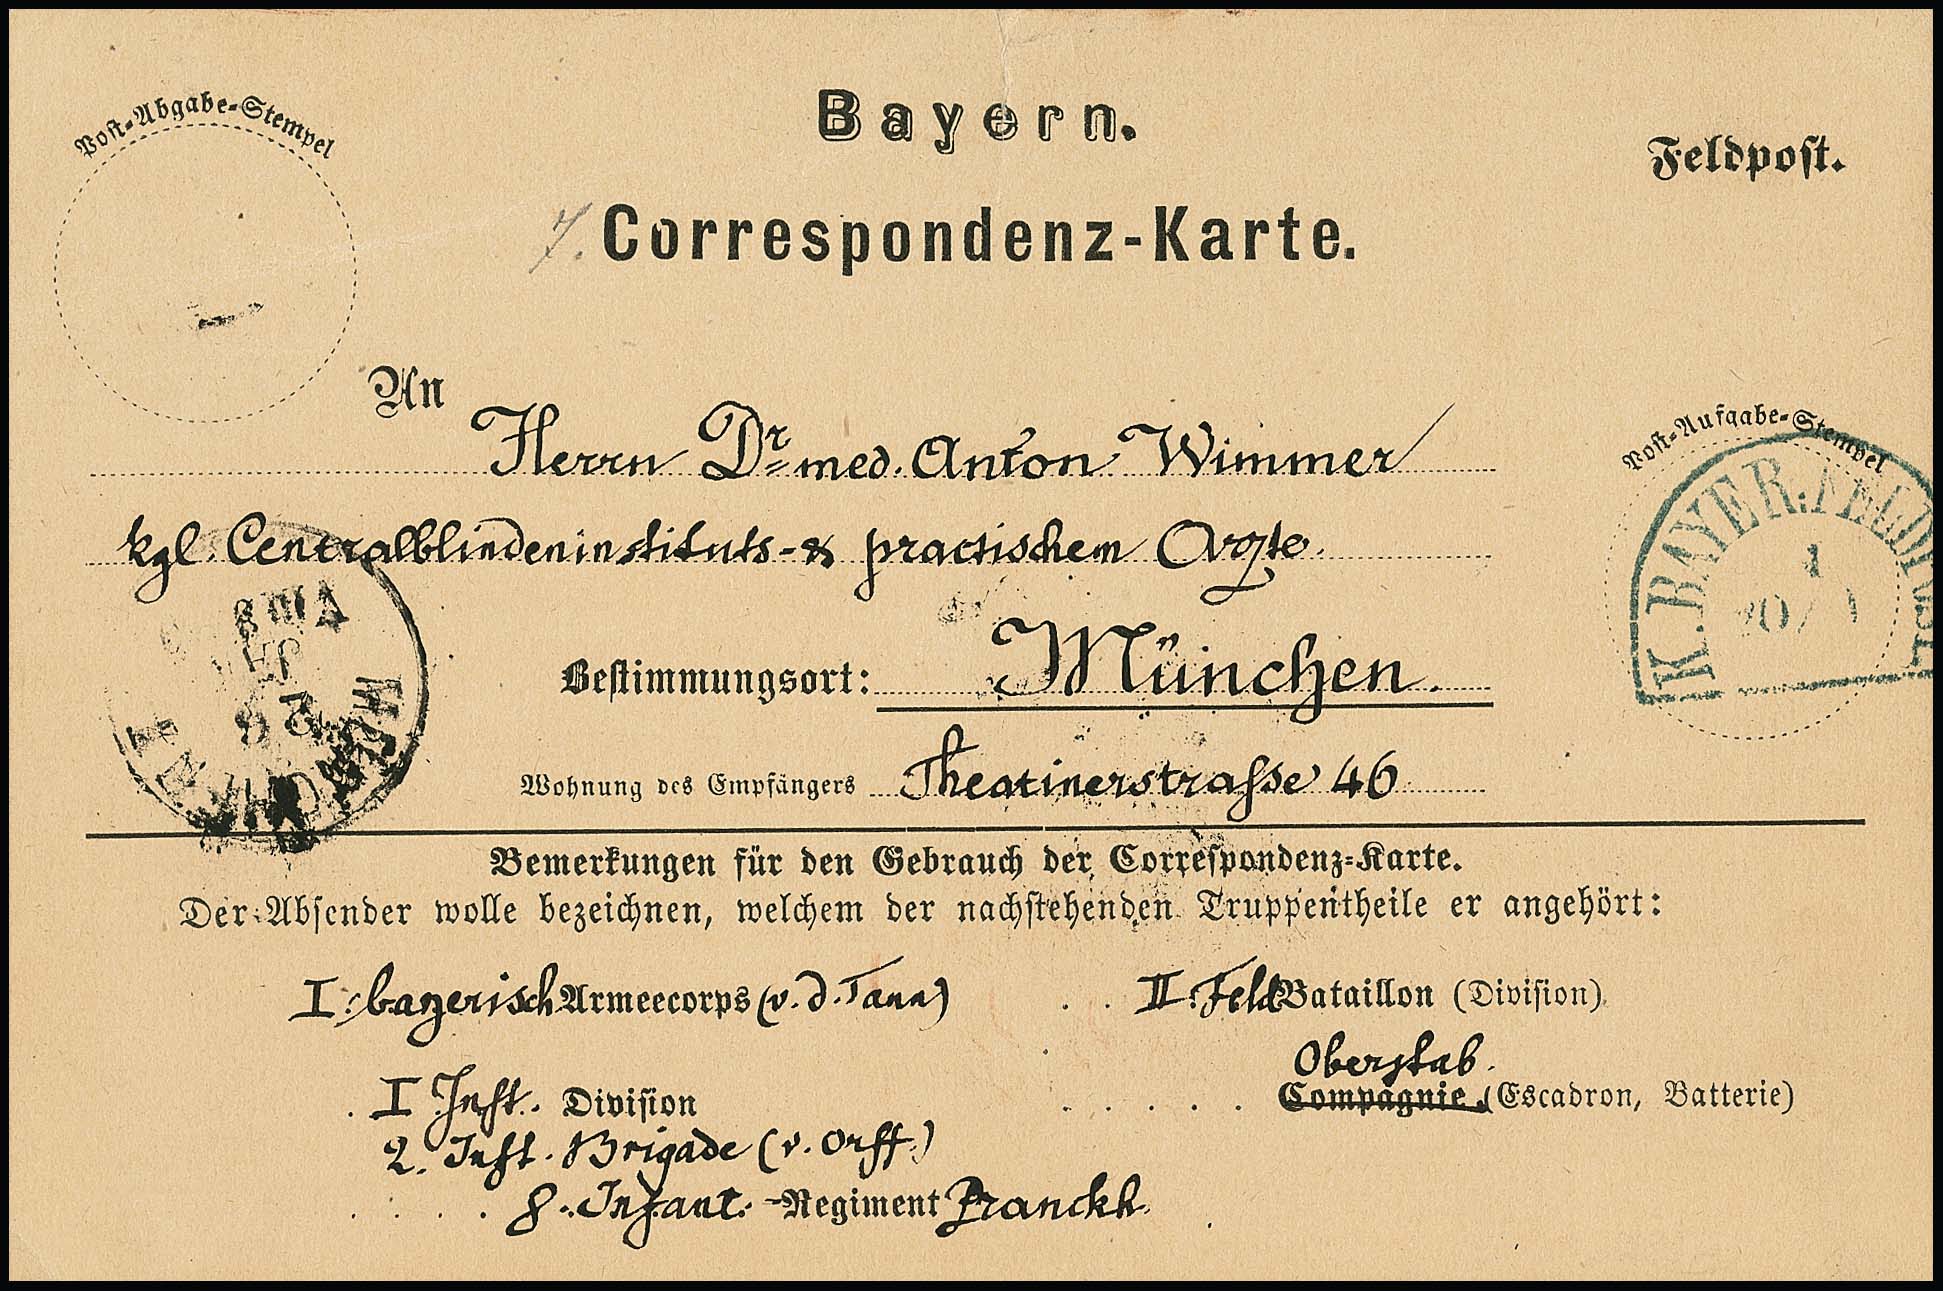 Bayern.
Feldpost.
Post-Abgabe-Stempel
7. Correspondenz-Karte.
An
Herrn Dr. med. Anton Wimmer
kgl. Centralblindeninstituts- & practischem Arzte.
Post-Aufgabe-Stempel
K. BAYER. FELDP
1
Bestimmungsort: München.
Wohnung des Empfängers Theatinerstrasse 46
Bemerkungen für den Gebrauch der Correspondenz-Karte.
Der Absender wolle bezeichnen, welchem der nachstehenden Truppentheile er angehört:
I. bayerisch Armeecorps (v. d. Tann) II. Feld Bataillon (Division)
Oberstab.
I Inft. Division Compagnie, (Escadron, Batterie)
2. Inft. Brigade (v. Orff)
8. Infant. -Regiment Pranckh.